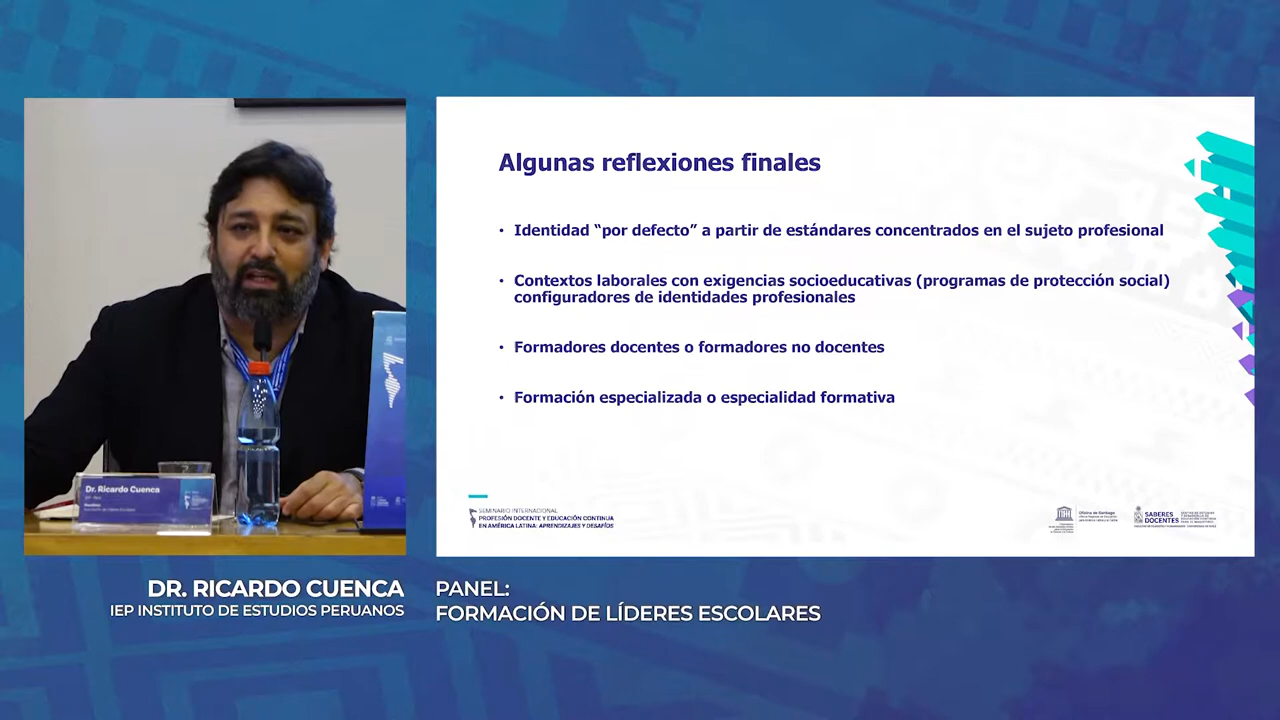 Algunas reflexiones finales
• Identidad “por defecto” a partir de estándares concentrados en el sujeto profesional
• Contextos laborales con exigencias socioeducativas (programas de protección social)
configuradores de identidades profesionales
• Formadores docentes o formadores no docentes
• Formación especializada o especialidad formativa
SEMINARIO INTERNACIONAL
PROFESIÓN DOCENTE Y EDUCACIÓN CONTINUA
EN AMÉRICA LATINA: APRENDIZAJES Y DESAFÍOS
Oficina de Santiago
SABERES
DOCENTES
Dr. Ricardo Cuenca
DR. RICARDO CUENCA
IEP INSTITUTO DE ESTUDIOS PERUANOS
PANEL:
FORMACIÓN DE LÍDERES ESCOLARES